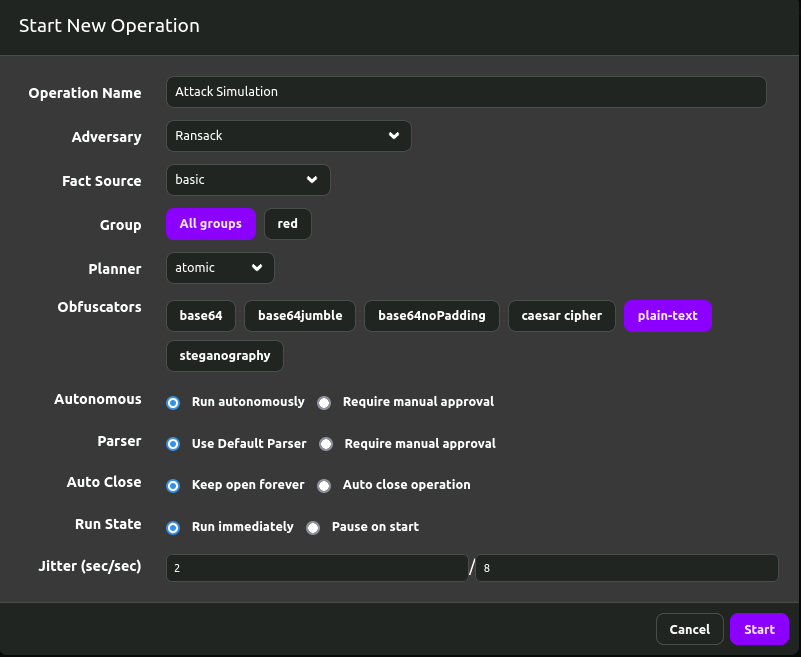 Start New Operation
Operation Name Attack Simulation
Adversary Ransack
Fact Source basic
Group All groups red
Planner atomic
Obfuscators base64 base64jumble base64noPadding caesar cipher plain-text
steganography
Autonomous Run autonomously Require manual approval
Parser Use Default Parser Require manual approval
Auto Close Keep open forever Auto close operation
Run State Run immediately Pause on start
Jitter (sec/sec) 2 / 8
Cancel Start